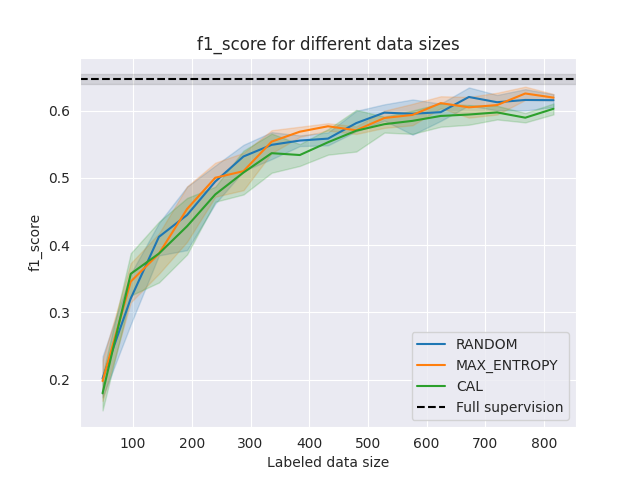 f1_score for different data sizes
f1_score
0.6
0.5
0.4
0.3
0.2
RANDOM
MAX_ENTROPY
CAL
Full supervision
100 200 300 400 500 600 700 800
Labeled data size